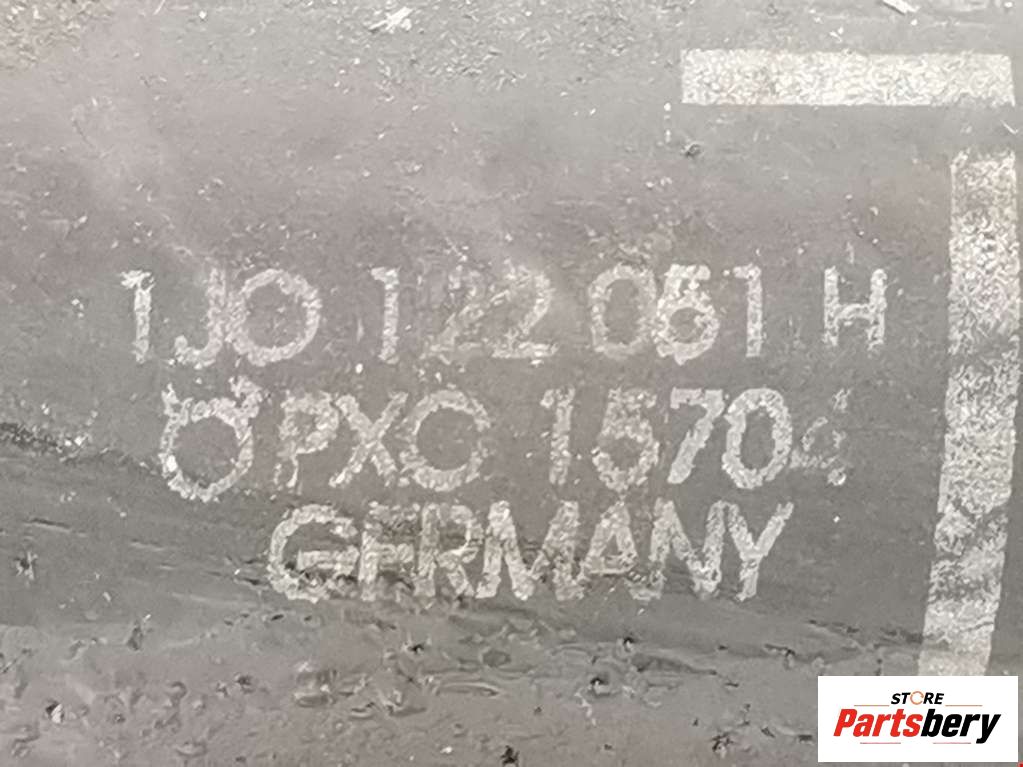 1J0 122 051 H
PXC 1570
GERMANY
STORE
Partsbery